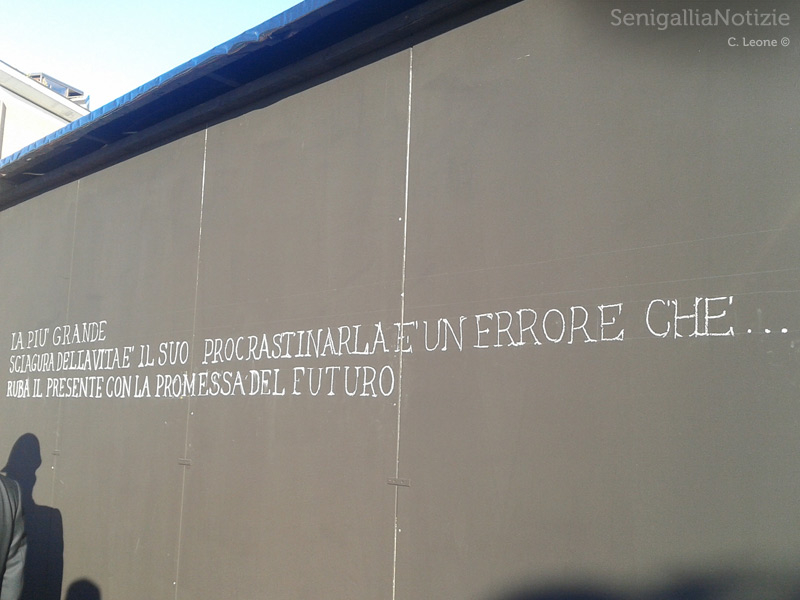 SenigalliaNotizie
C. Leone ©
LA PIU' GRANDE
SCIAGURA DELLA VITA E' IL SUO PROCRASTINARLA E' UN ERRORE CHE' ...
RUBA IL PRESENTE CON LA PROMESSA DEL FUTURO